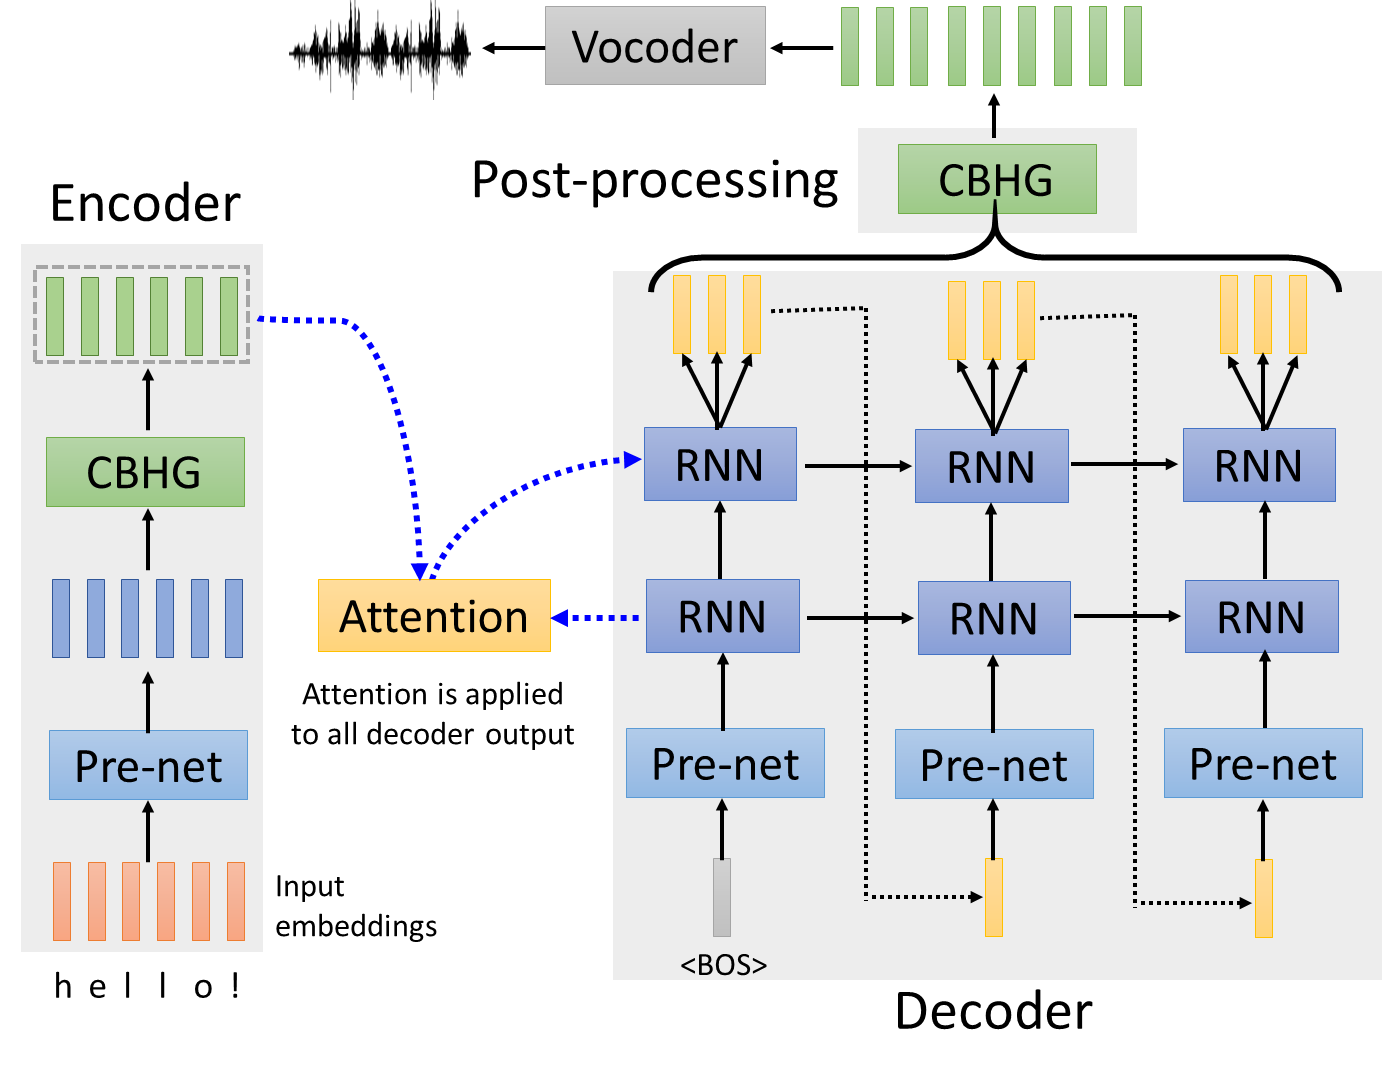 Vocoder
Post-processing
CBHG
Encoder
CBHG
Pre-net
Input
embeddings
h e l l o !
Attention
Attention is applied
to all decoder output
RNN
RNN
RNN
RNN
RNN
RNN
Pre-net
Pre-net
Pre-net
<BOS>
Decoder